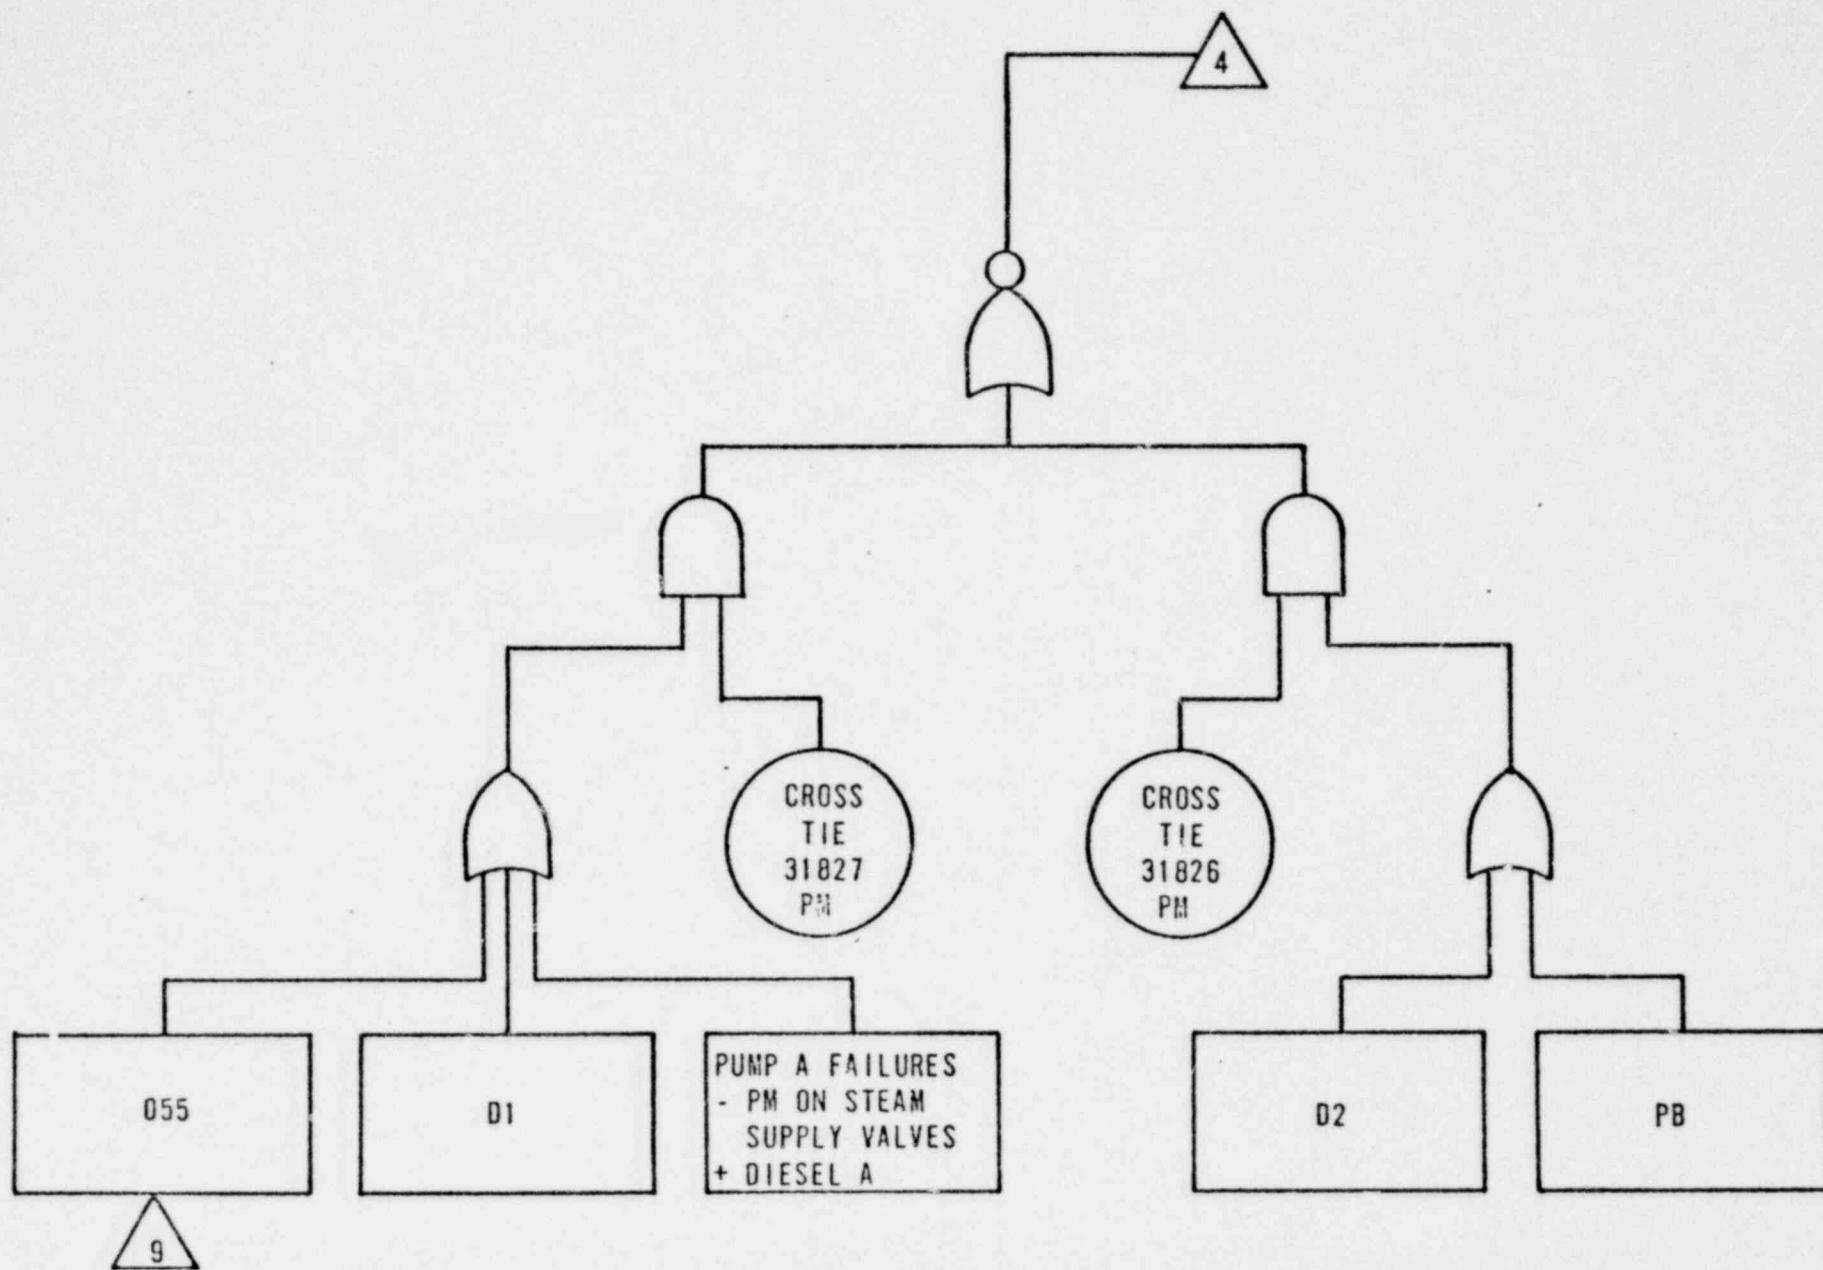 4
CROSS
TIE
31827
PM
CROSS
TIE
31826
PM
055
D1
PUMP A FAILURES
- PM ON STEAM
SUPPLY VALVES
+ DIESEL A
D2
PB
9